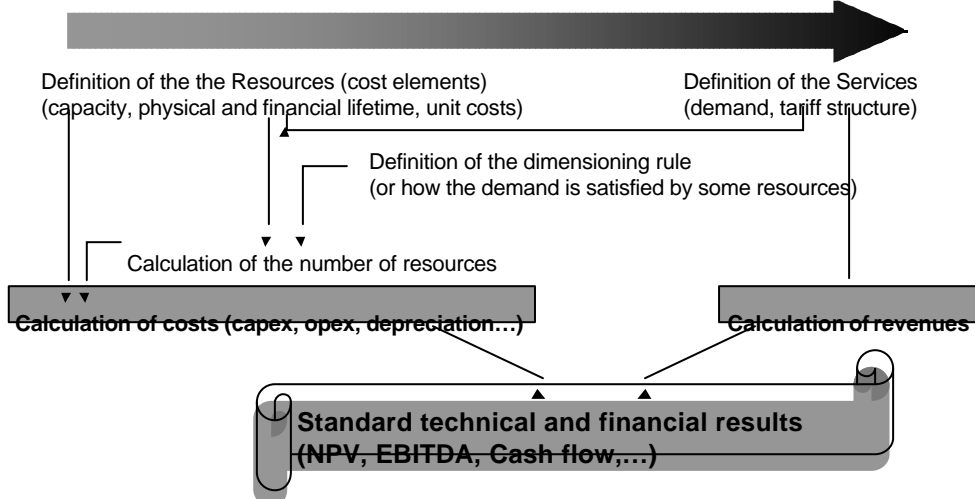 Definition of the the Resources (cost elements)
(capacity, physical and financial lifetime, unit costs)
Definition of the Services
(demand, tariff structure)
Definition of the dimensioning rule
(or how the demand is satisfied by some resources)
Calculation of the number of resources
Calculation of costs (capex, opex, depreciation…)
Calculation of revenues
Standard technical and financial results
(NPV, EBITDA, Cash flow,…)